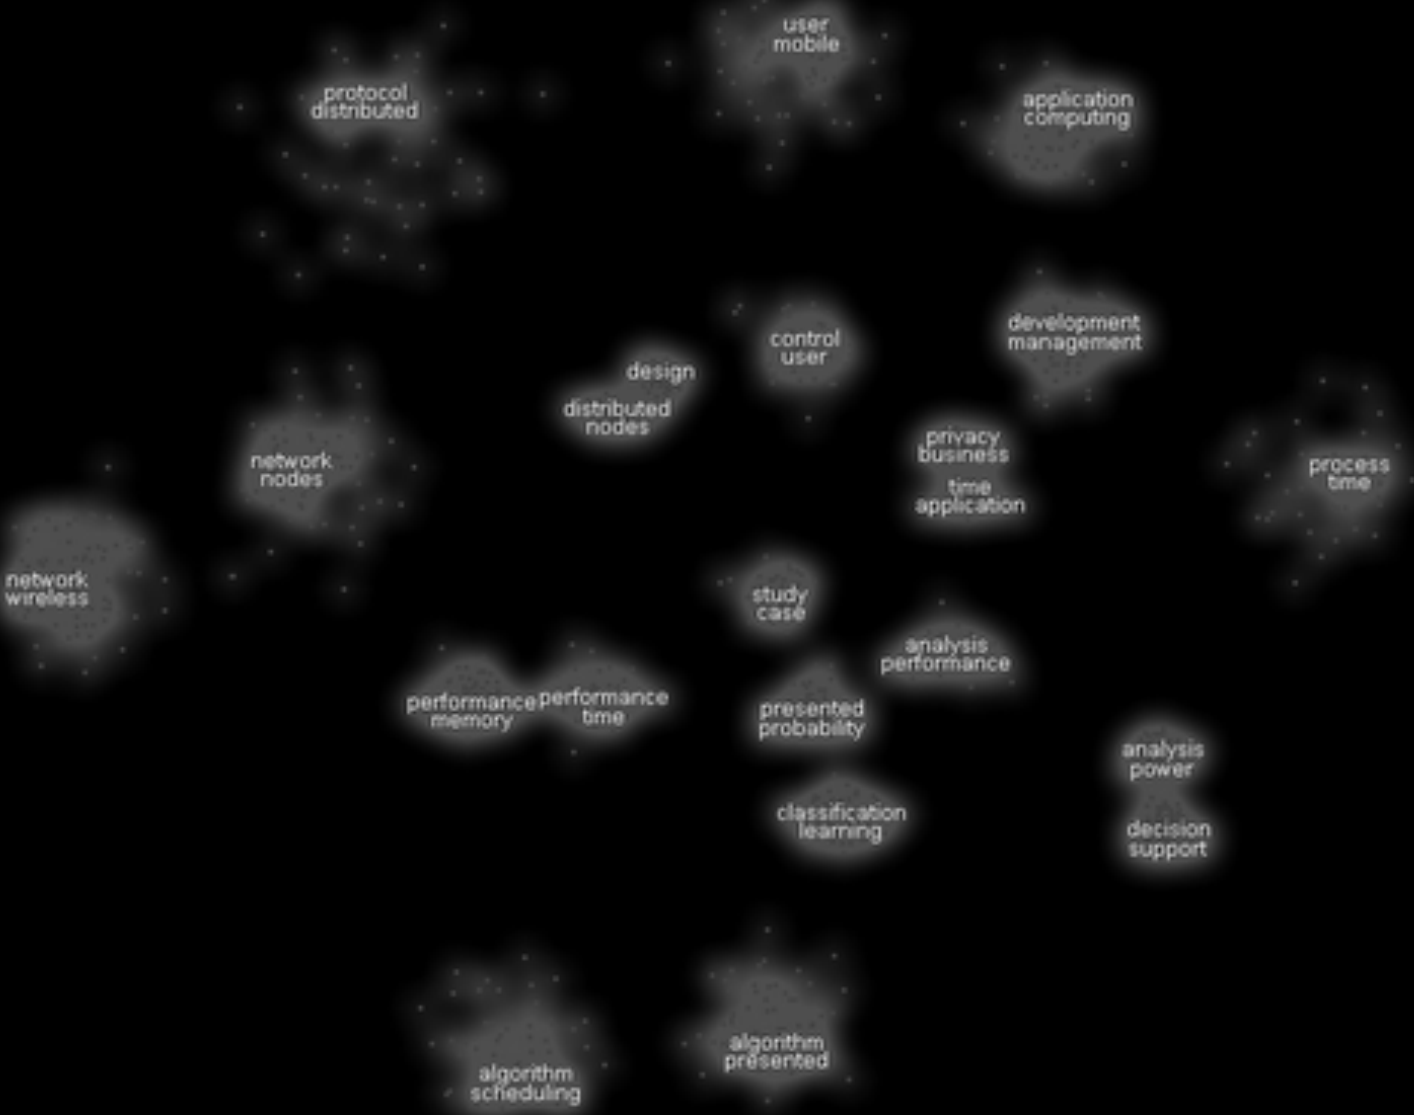 user
mobile
protocol
distributed
application
computing
development
management
control
user
design
distributed
nodes
privacy
business
time
application
process
time
network
nodes
network
wireless
study
case
analysis
performance
performance
memory
performance
time
presented
probability
analysis
power
classification
learning
decision
support
algorithm
presented
algorithm
scheduling